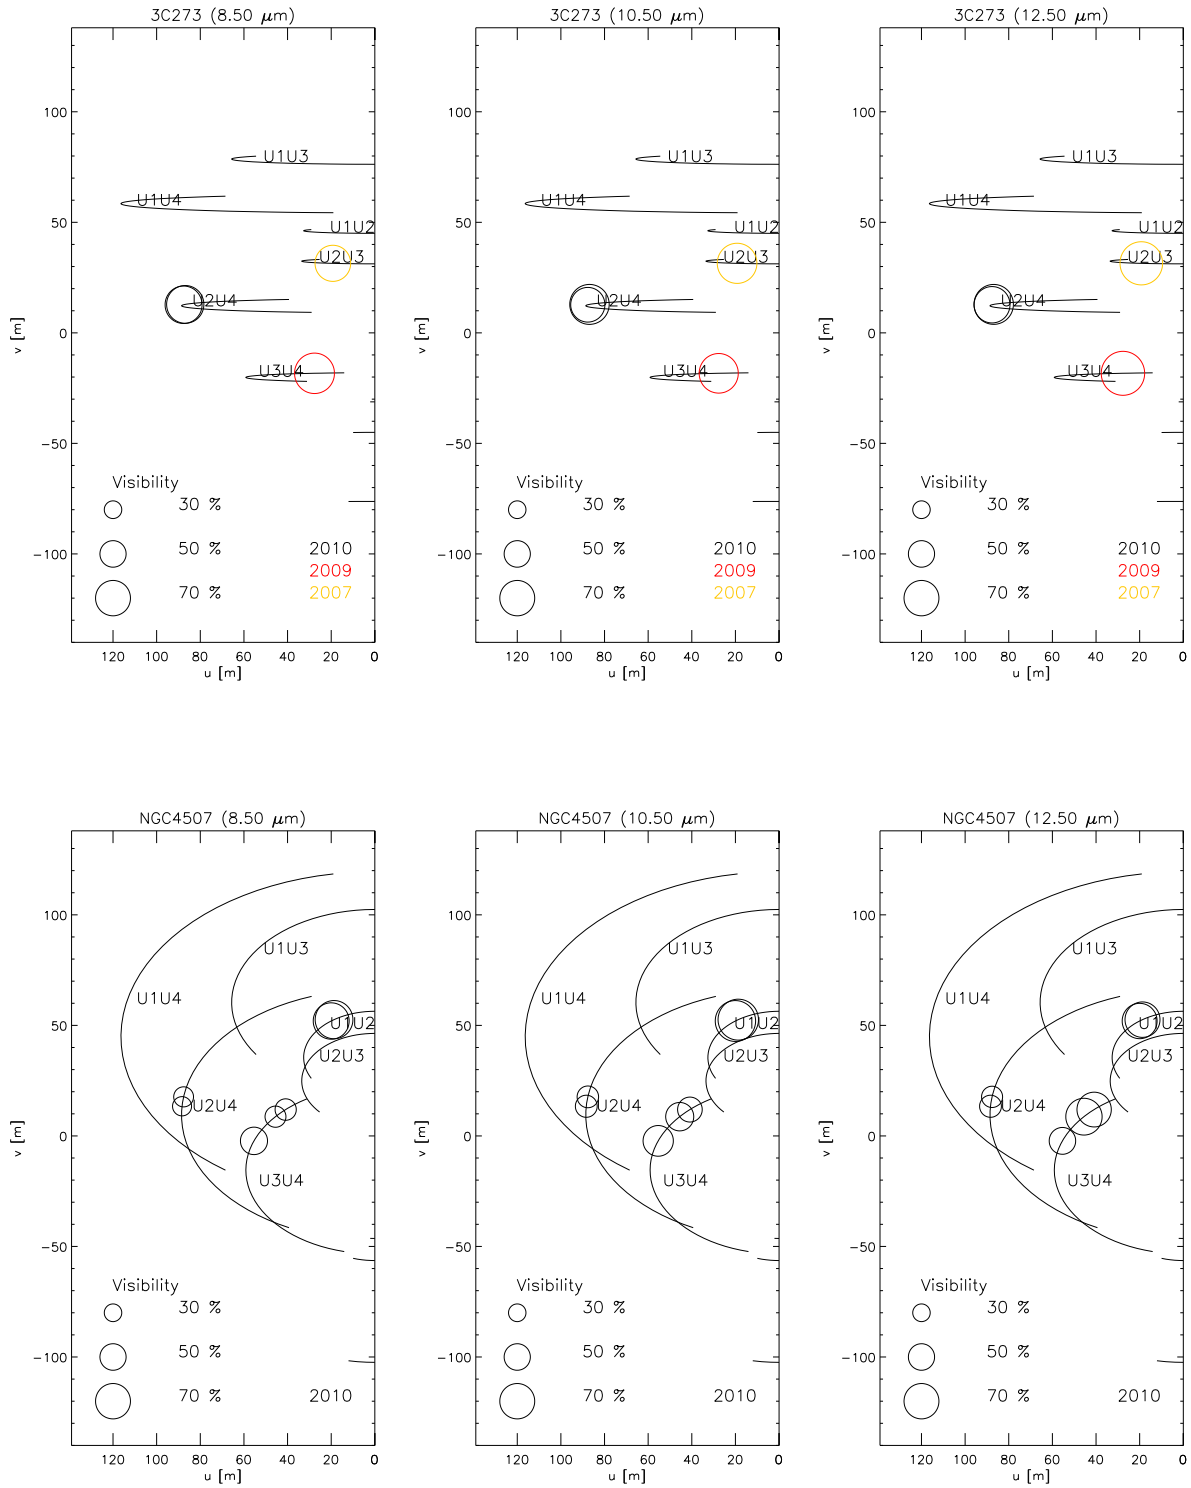 3C273 (8.50 μm)
100
50
0
−50
−100
v [m]
U1U3
U1U4
U1U2
U2U3
U2U4
U3U4
Visibility
30 %
50 %
70 %
2010
2009
2007
120 100 80 60 40 20 0
u [m]
3C273 (10.50 μm)
100
50
0
−50
−100
v [m]
U1U3
U1U4
U1U2
U2U3
U2U4
U3U4
Visibility
30 %
50 %
70 %
2010
2009
2007
120 100 80 60 40 20 0
u [m]
3C273 (12.50 μm)
100
50
0
−50
−100
v [m]
U1U3
U1U4
U1U2
U2U3
U2U4
U3U4
Visibility
30 %
50 %
70 %
2010
2009
2007
120 100 80 60 40 20 0
u [m]
NGC4507 (8.50 μm)
100
50
0
−50
−100
v [m]
U1U3
U1U4
U1U2
U2U3
U2U4
U3U4
Visibility
30 %
50 %
70 %
2010
120 100 80 60 40 20 0
u [m]
NGC4507 (10.50 μm)
100
50
0
−50
−100
v [m]
U1U3
U1U4
U1U2
U2U3
U2U4
U3U4
Visibility
30 %
50 %
70 %
2010
120 100 80 60 40 20 0
u [m]
NGC4507 (12.50 μm)
100
50
0
−50
−100
v [m]
U1U3
U1U4
U1U2
U2U3
U2U4
U3U4
Visibility
30 %
50 %
70 %
2010
120 100 80 60 40 20 0
u [m]